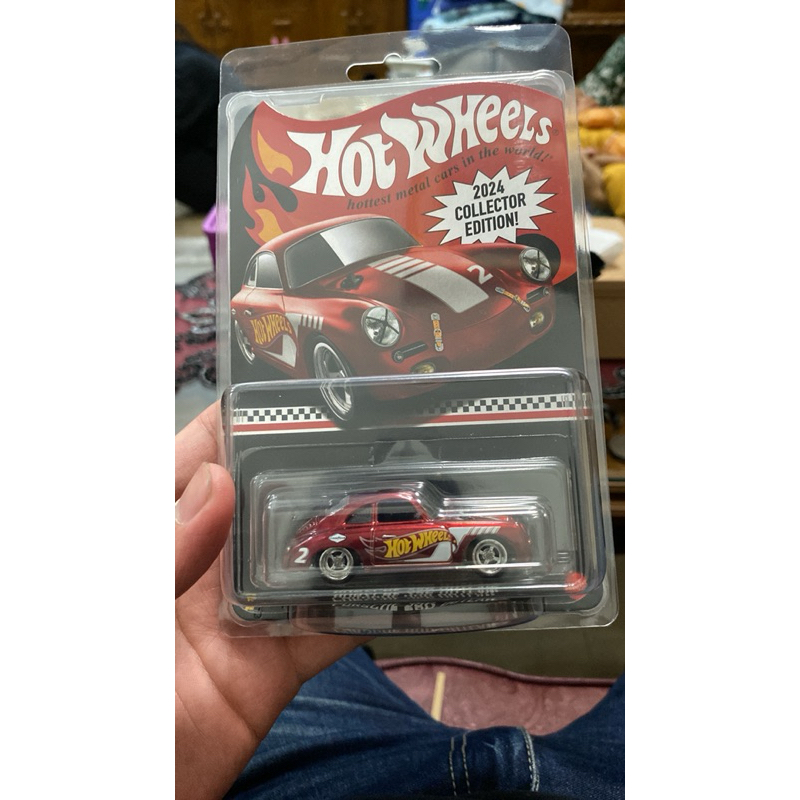 HOT WHEELS
hottest metal cars in the world!
2024
COLLECTOR
EDITION!
2
HOT WHEELS
2
HOT WHEELS